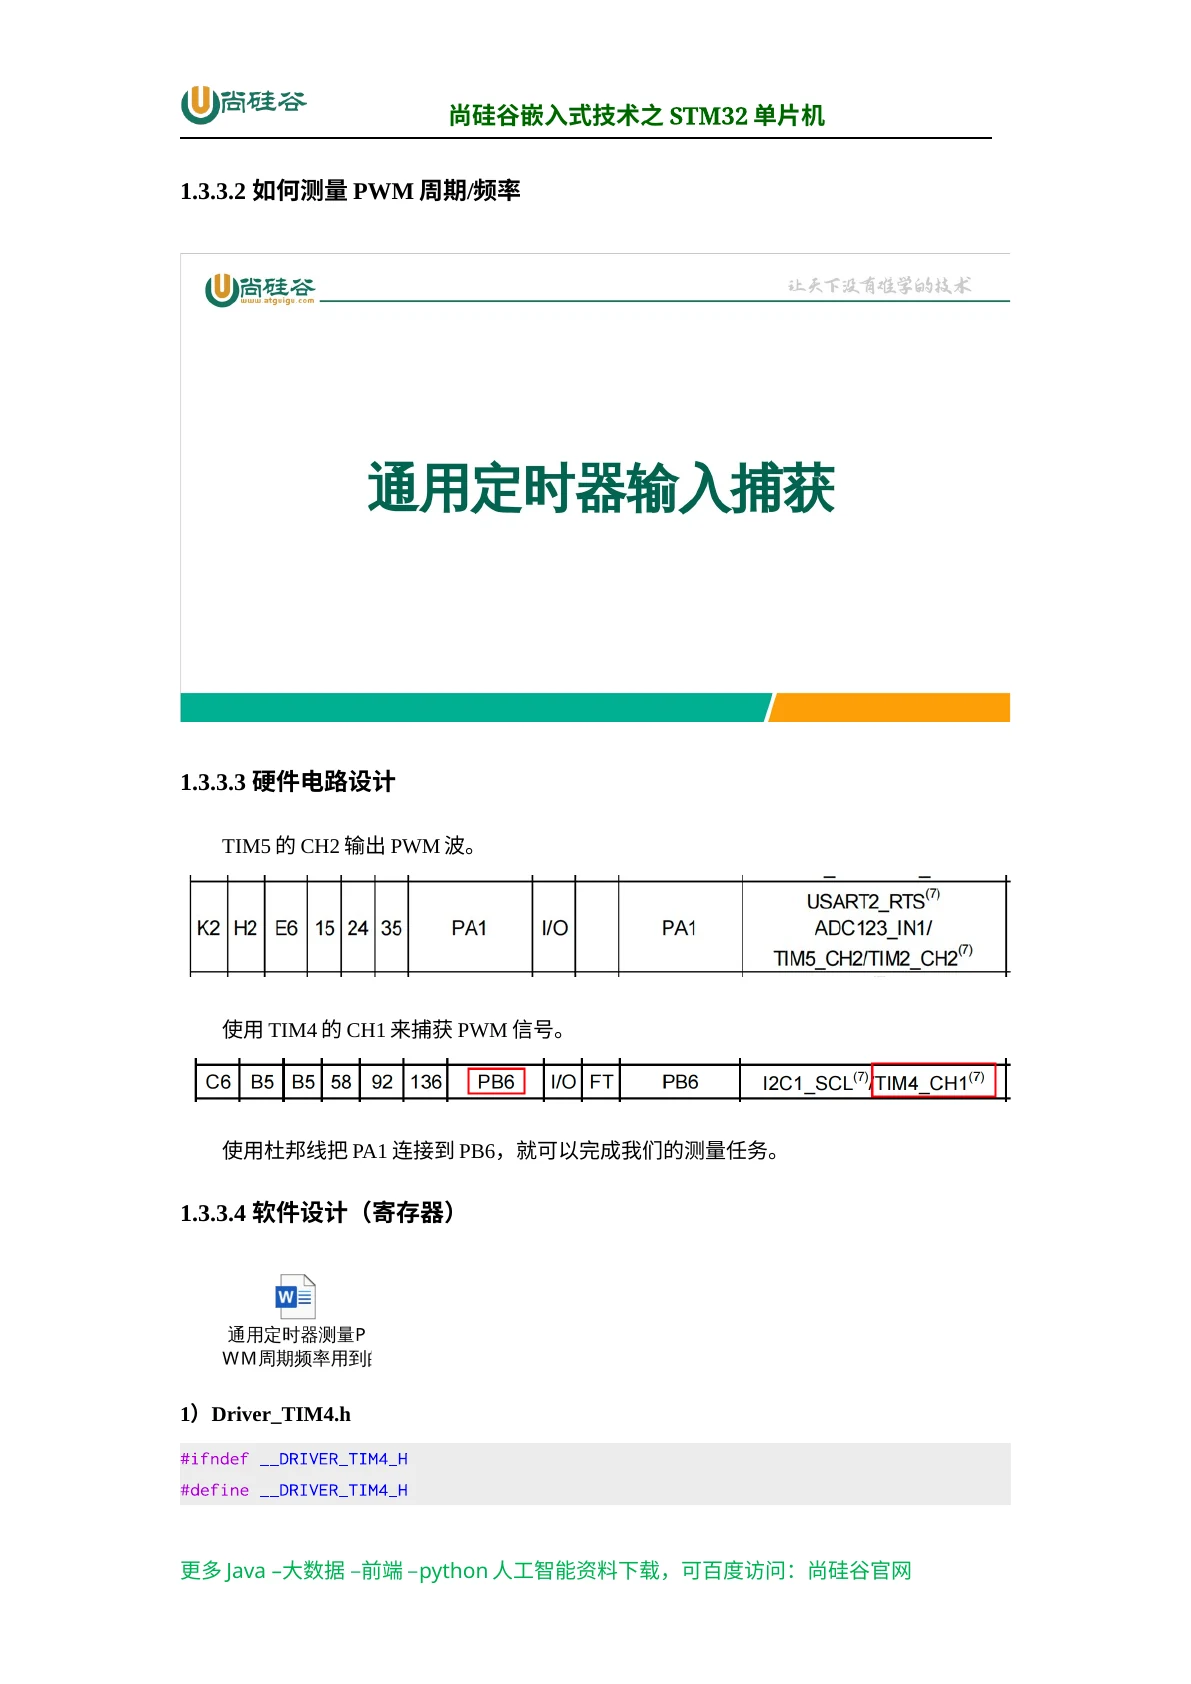 尚硅谷
尚硅谷嵌入式技术之 STM32 单片机
1.3.3.2 如何测量 PWM 周期/频率
尚硅谷
www.atguigu.com
让天下没有难学的技术
通用定时器输入捕获
1.3.3.3 硬件电路设计
TIM5 的 CH2 输出 PWM 波。
K2 H2 E6 15 24 35 PA1 I/O PA1 USART2_RTS(7)
ADC123_IN1/
TIM5_CH2/TIM2_CH2(7)
使用 TIM4 的 CH1 来捕获 PWM 信号。
C6 B5 B5 58 92 136 PB6 I/O FT PB6 I2C1_SCL(7)/TIM4_CH1(7)
使用杜邦线把 PA1 连接到 PB6，就可以完成我们的测量任务。
1.3.3.4 软件设计（寄存器）
W
通用定时器测量P
WM周期频率用到
1）Driver_TIM4.h
#ifndef __DRIVER_TIM4_H
#define __DRIVER_TIM4_H
更多 Java –大数据 –前端 –python 人工智能资料下载，可百度访问：尚硅谷官网